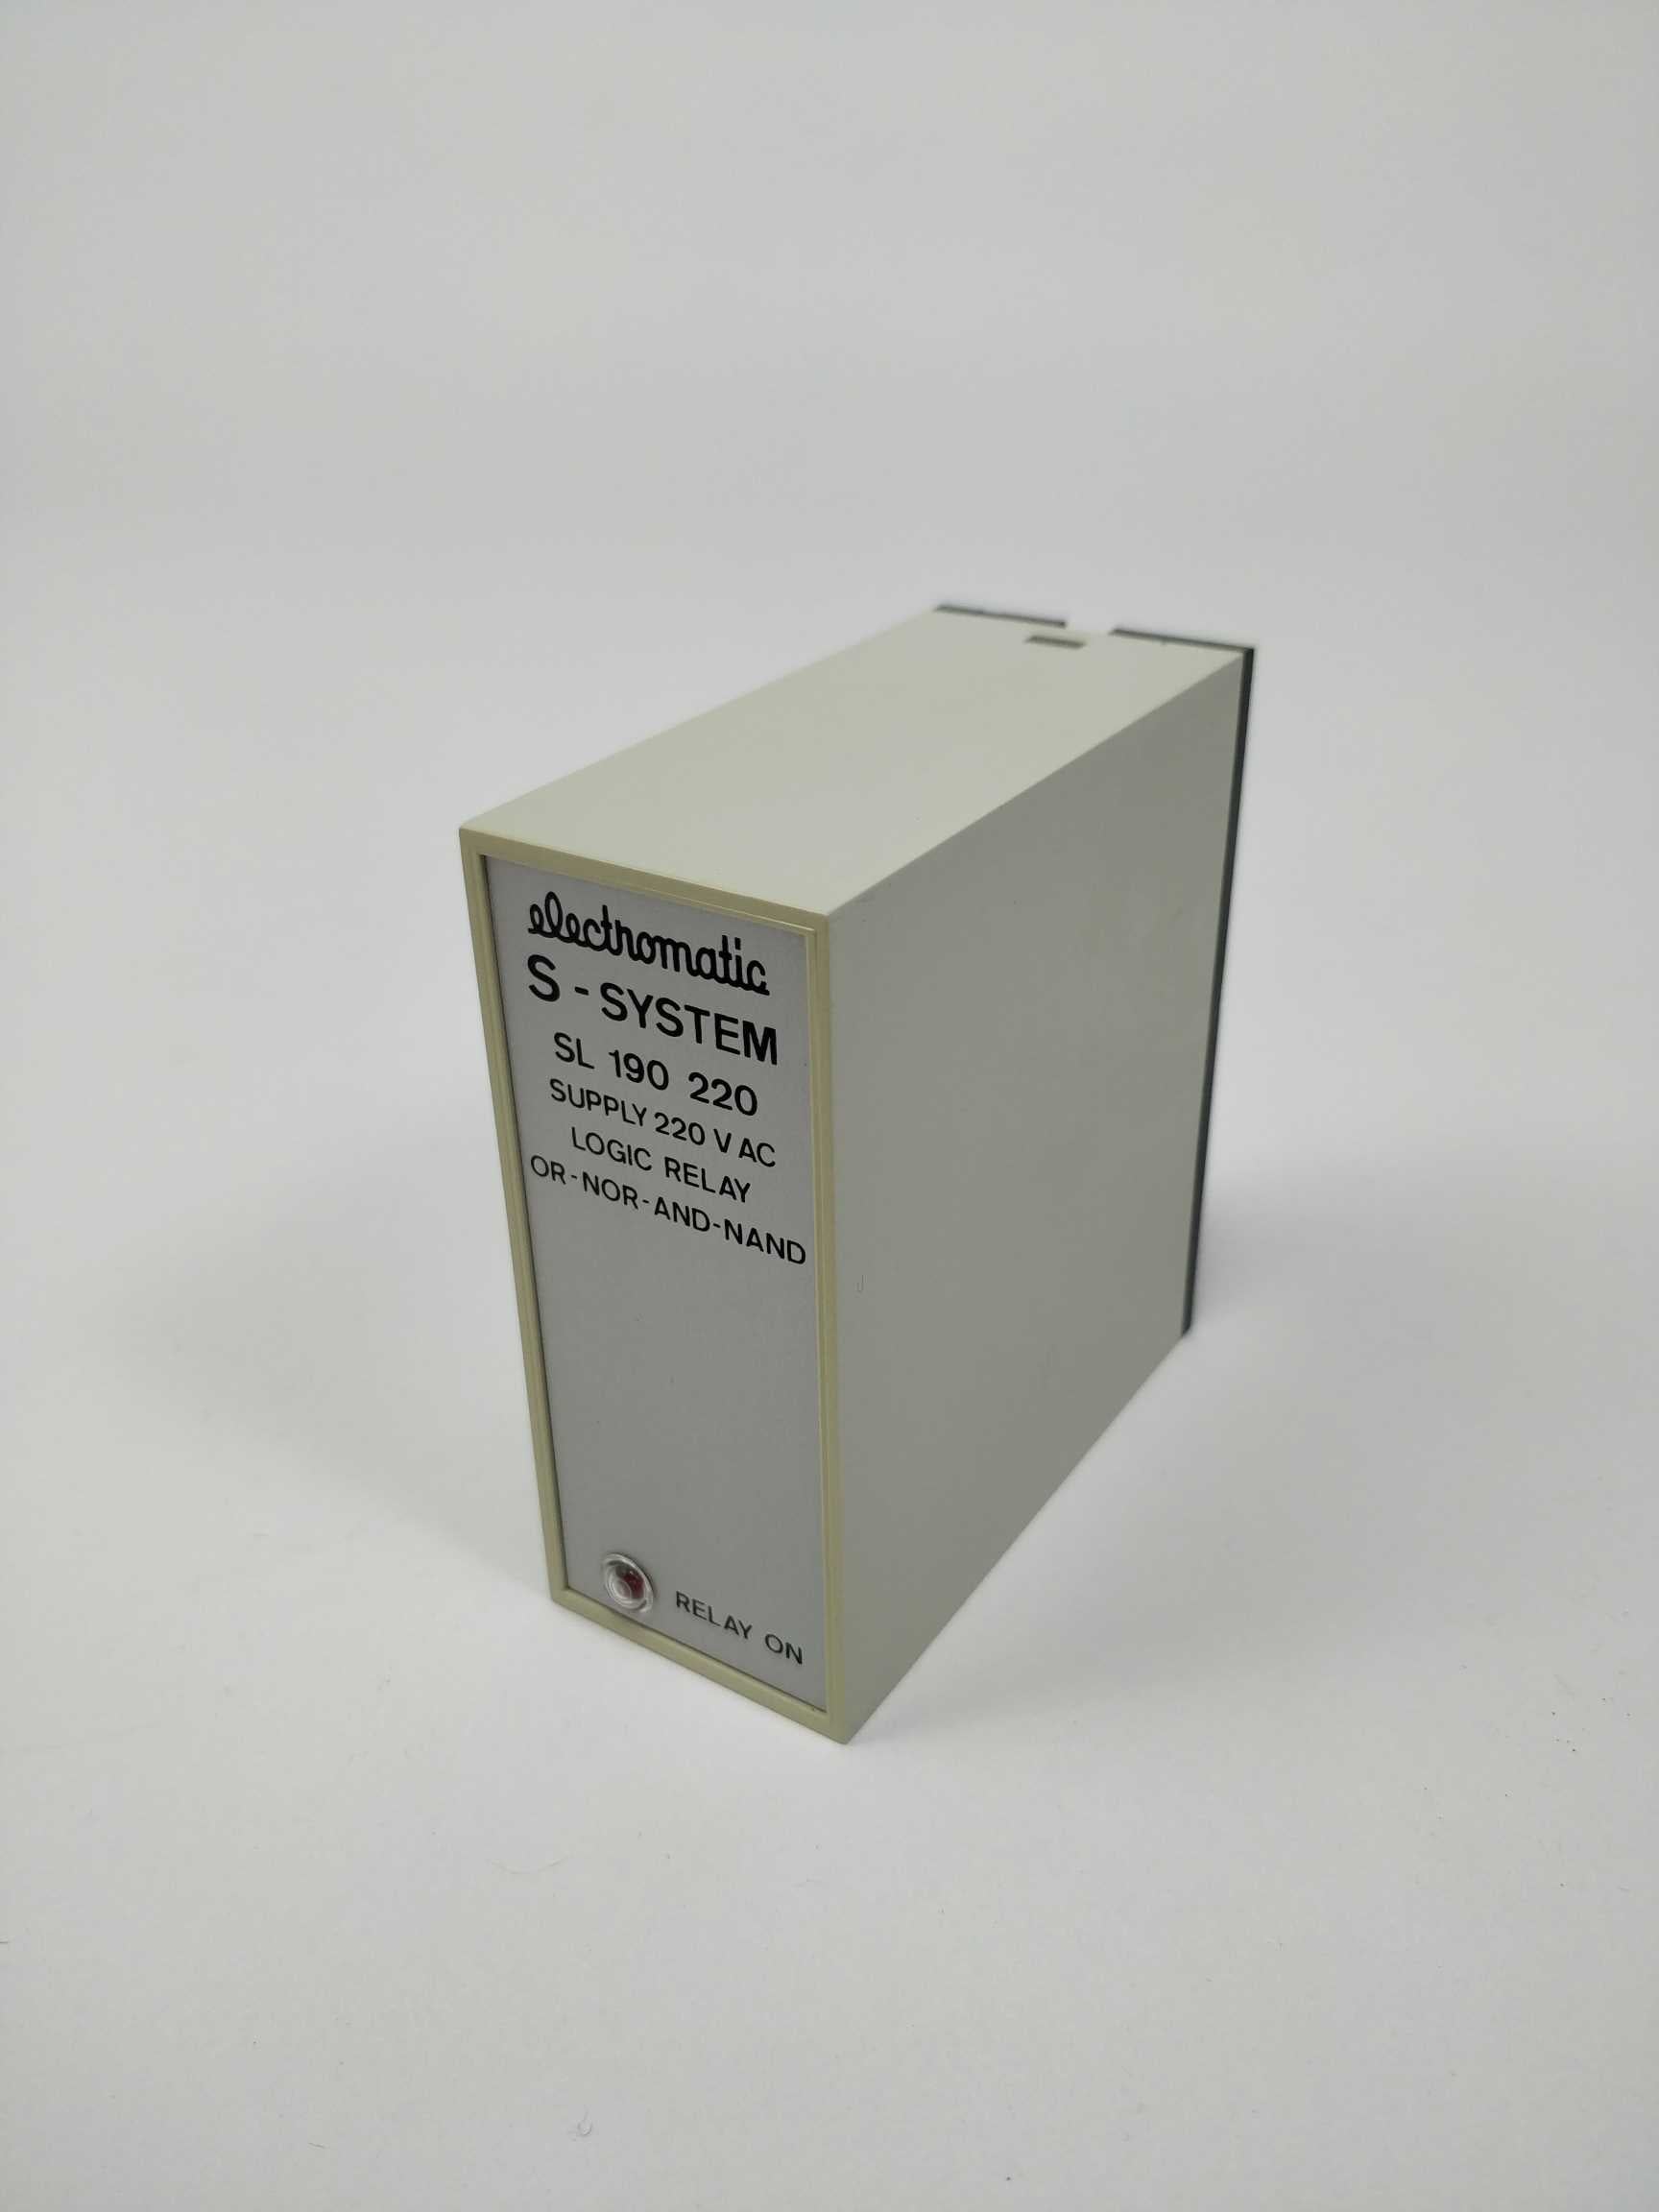 electromatic
S - SYSTEM
SL 190 220
SUPPLY 220 V AC
LOGIC RELAY
OR-NOR-AND-NAND
RELAY ON